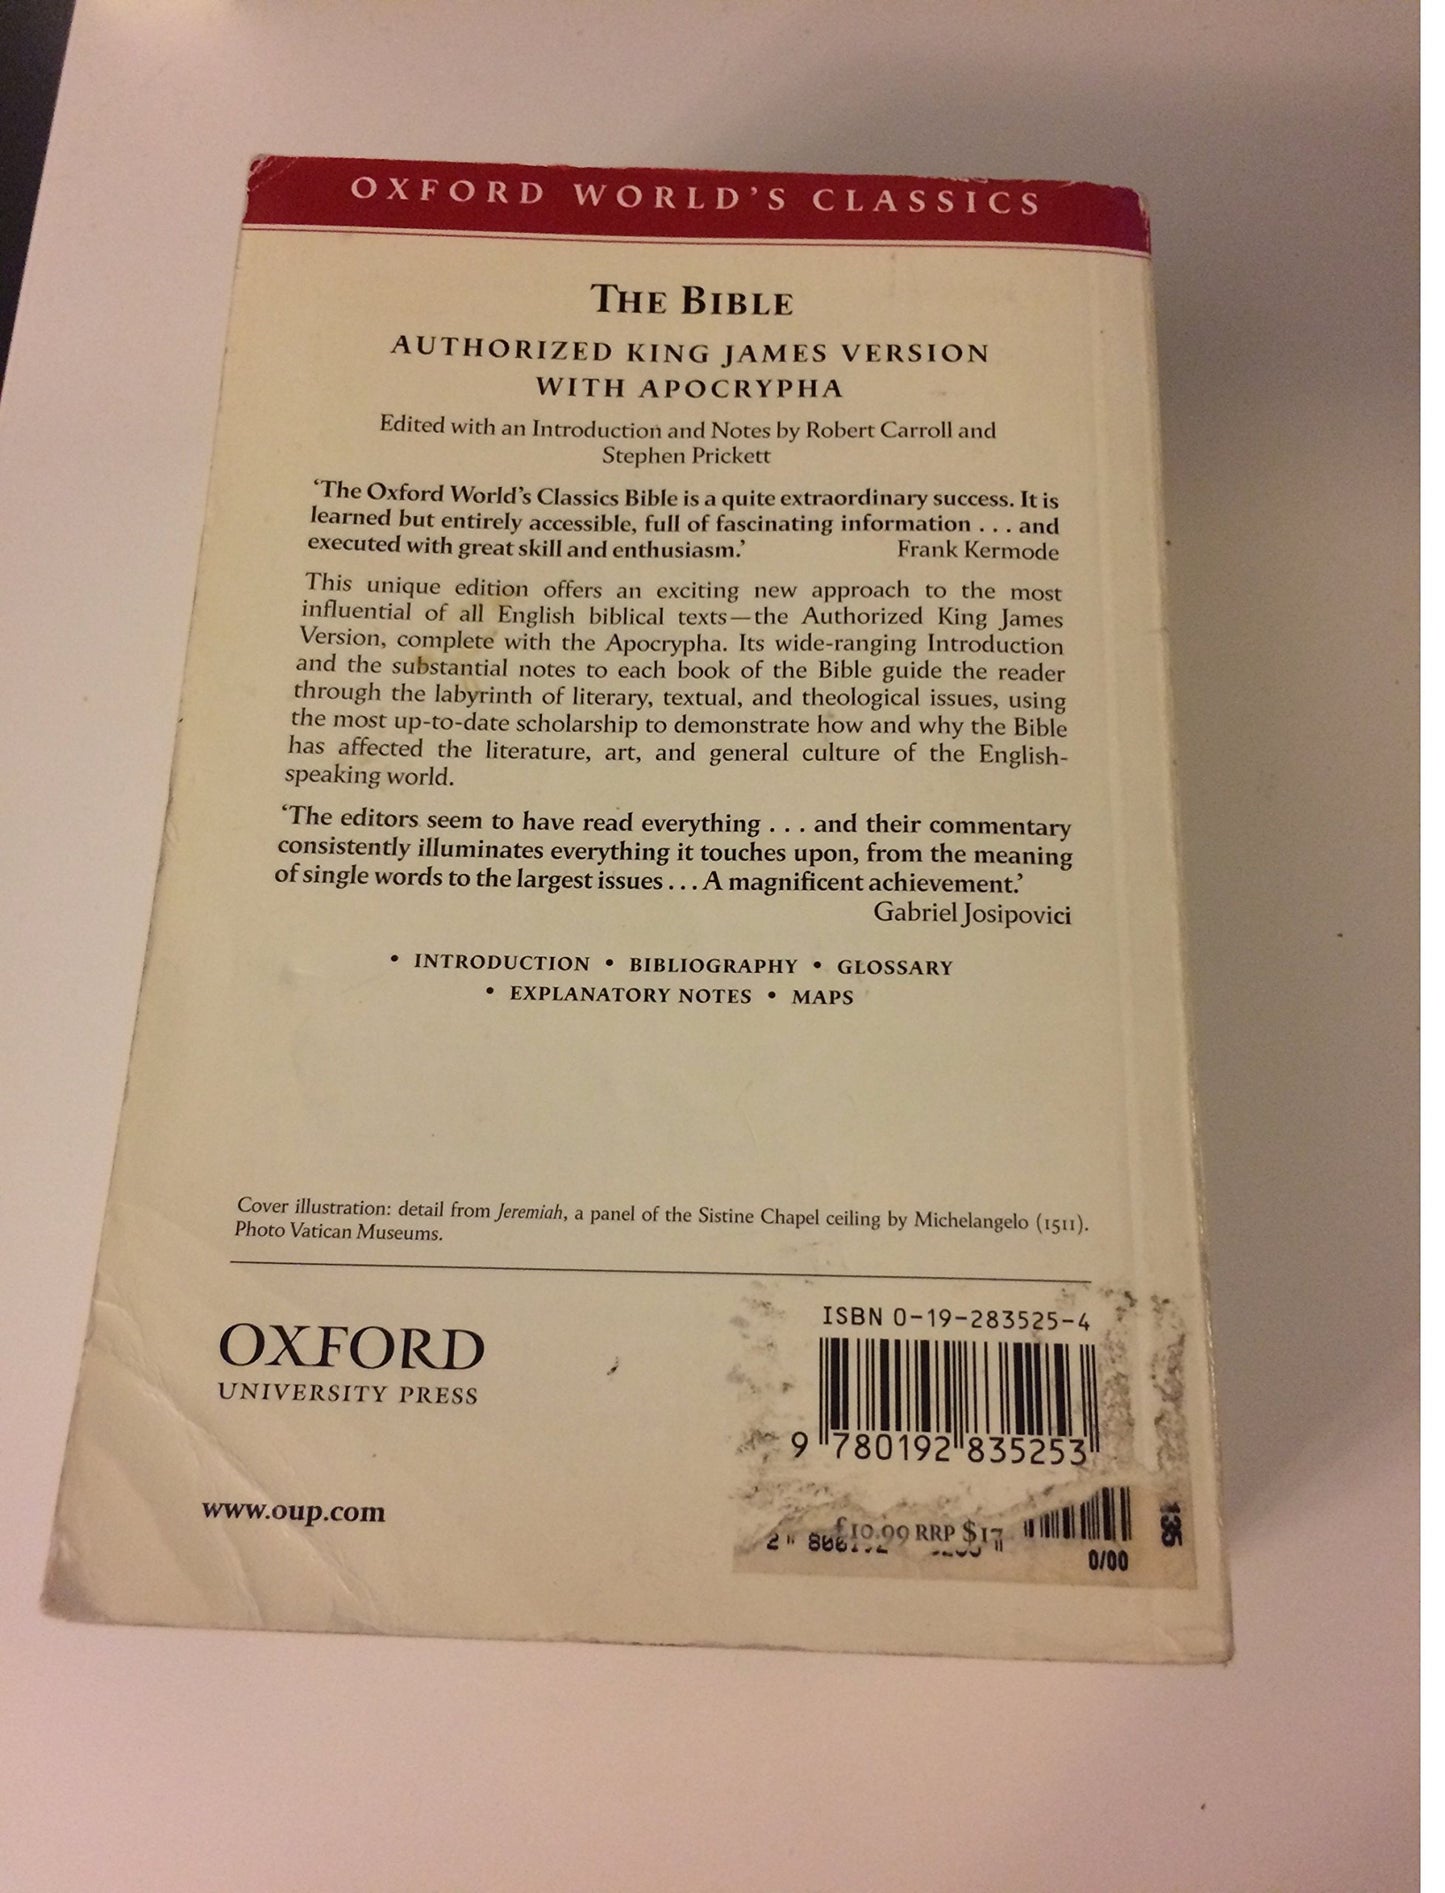 OXFORD WORLD'S CLASSICS
THE BIBLE
AUTHORIZED KING JAMES VERSION
WITH APOCRYPHA
Edited with an Introduction and Notes by Robert Carroll and
Stephen Prickett
‘The Oxford World's Classics Bible is a quite extraordinary success. It is
learned but entirely accessible, full of fascinating information . . . and
executed with great skill and enthusiasm.’ Frank Kermode
This unique edition offers an exciting new approach to the most
influential of all English biblical texts—the Authorized King James
Version, complete with the Apocrypha. Its wide-ranging Introduction
and the substantial notes to each book of the Bible guide the reader
through the labyrinth of literary, textual, and theological issues, using
the most up-to-date scholarship to demonstrate how and why the Bible
has affected the literature, art, and general culture of the English-
speaking world.
‘The editors seem to have read everything . . . and their commentary
consistently illuminates everything it touches upon, from the meaning
of single words to the largest issues . . . A magnificent achievement.’
Gabriel Josipovici
• INTRODUCTION • BIBLIOGRAPHY • GLOSSARY
• EXPLANATORY NOTES • MAPS
Cover illustration: detail from Jeremiah, a panel of the Sistine Chapel ceiling by Michelangelo (1511).
Photo Vatican Museums.
OXFORD
UNIVERSITY PRESS
www.oup.com
ISBN 0-19-283525-4
9 780192 835253
£10.99 RRP $17
0/00
135